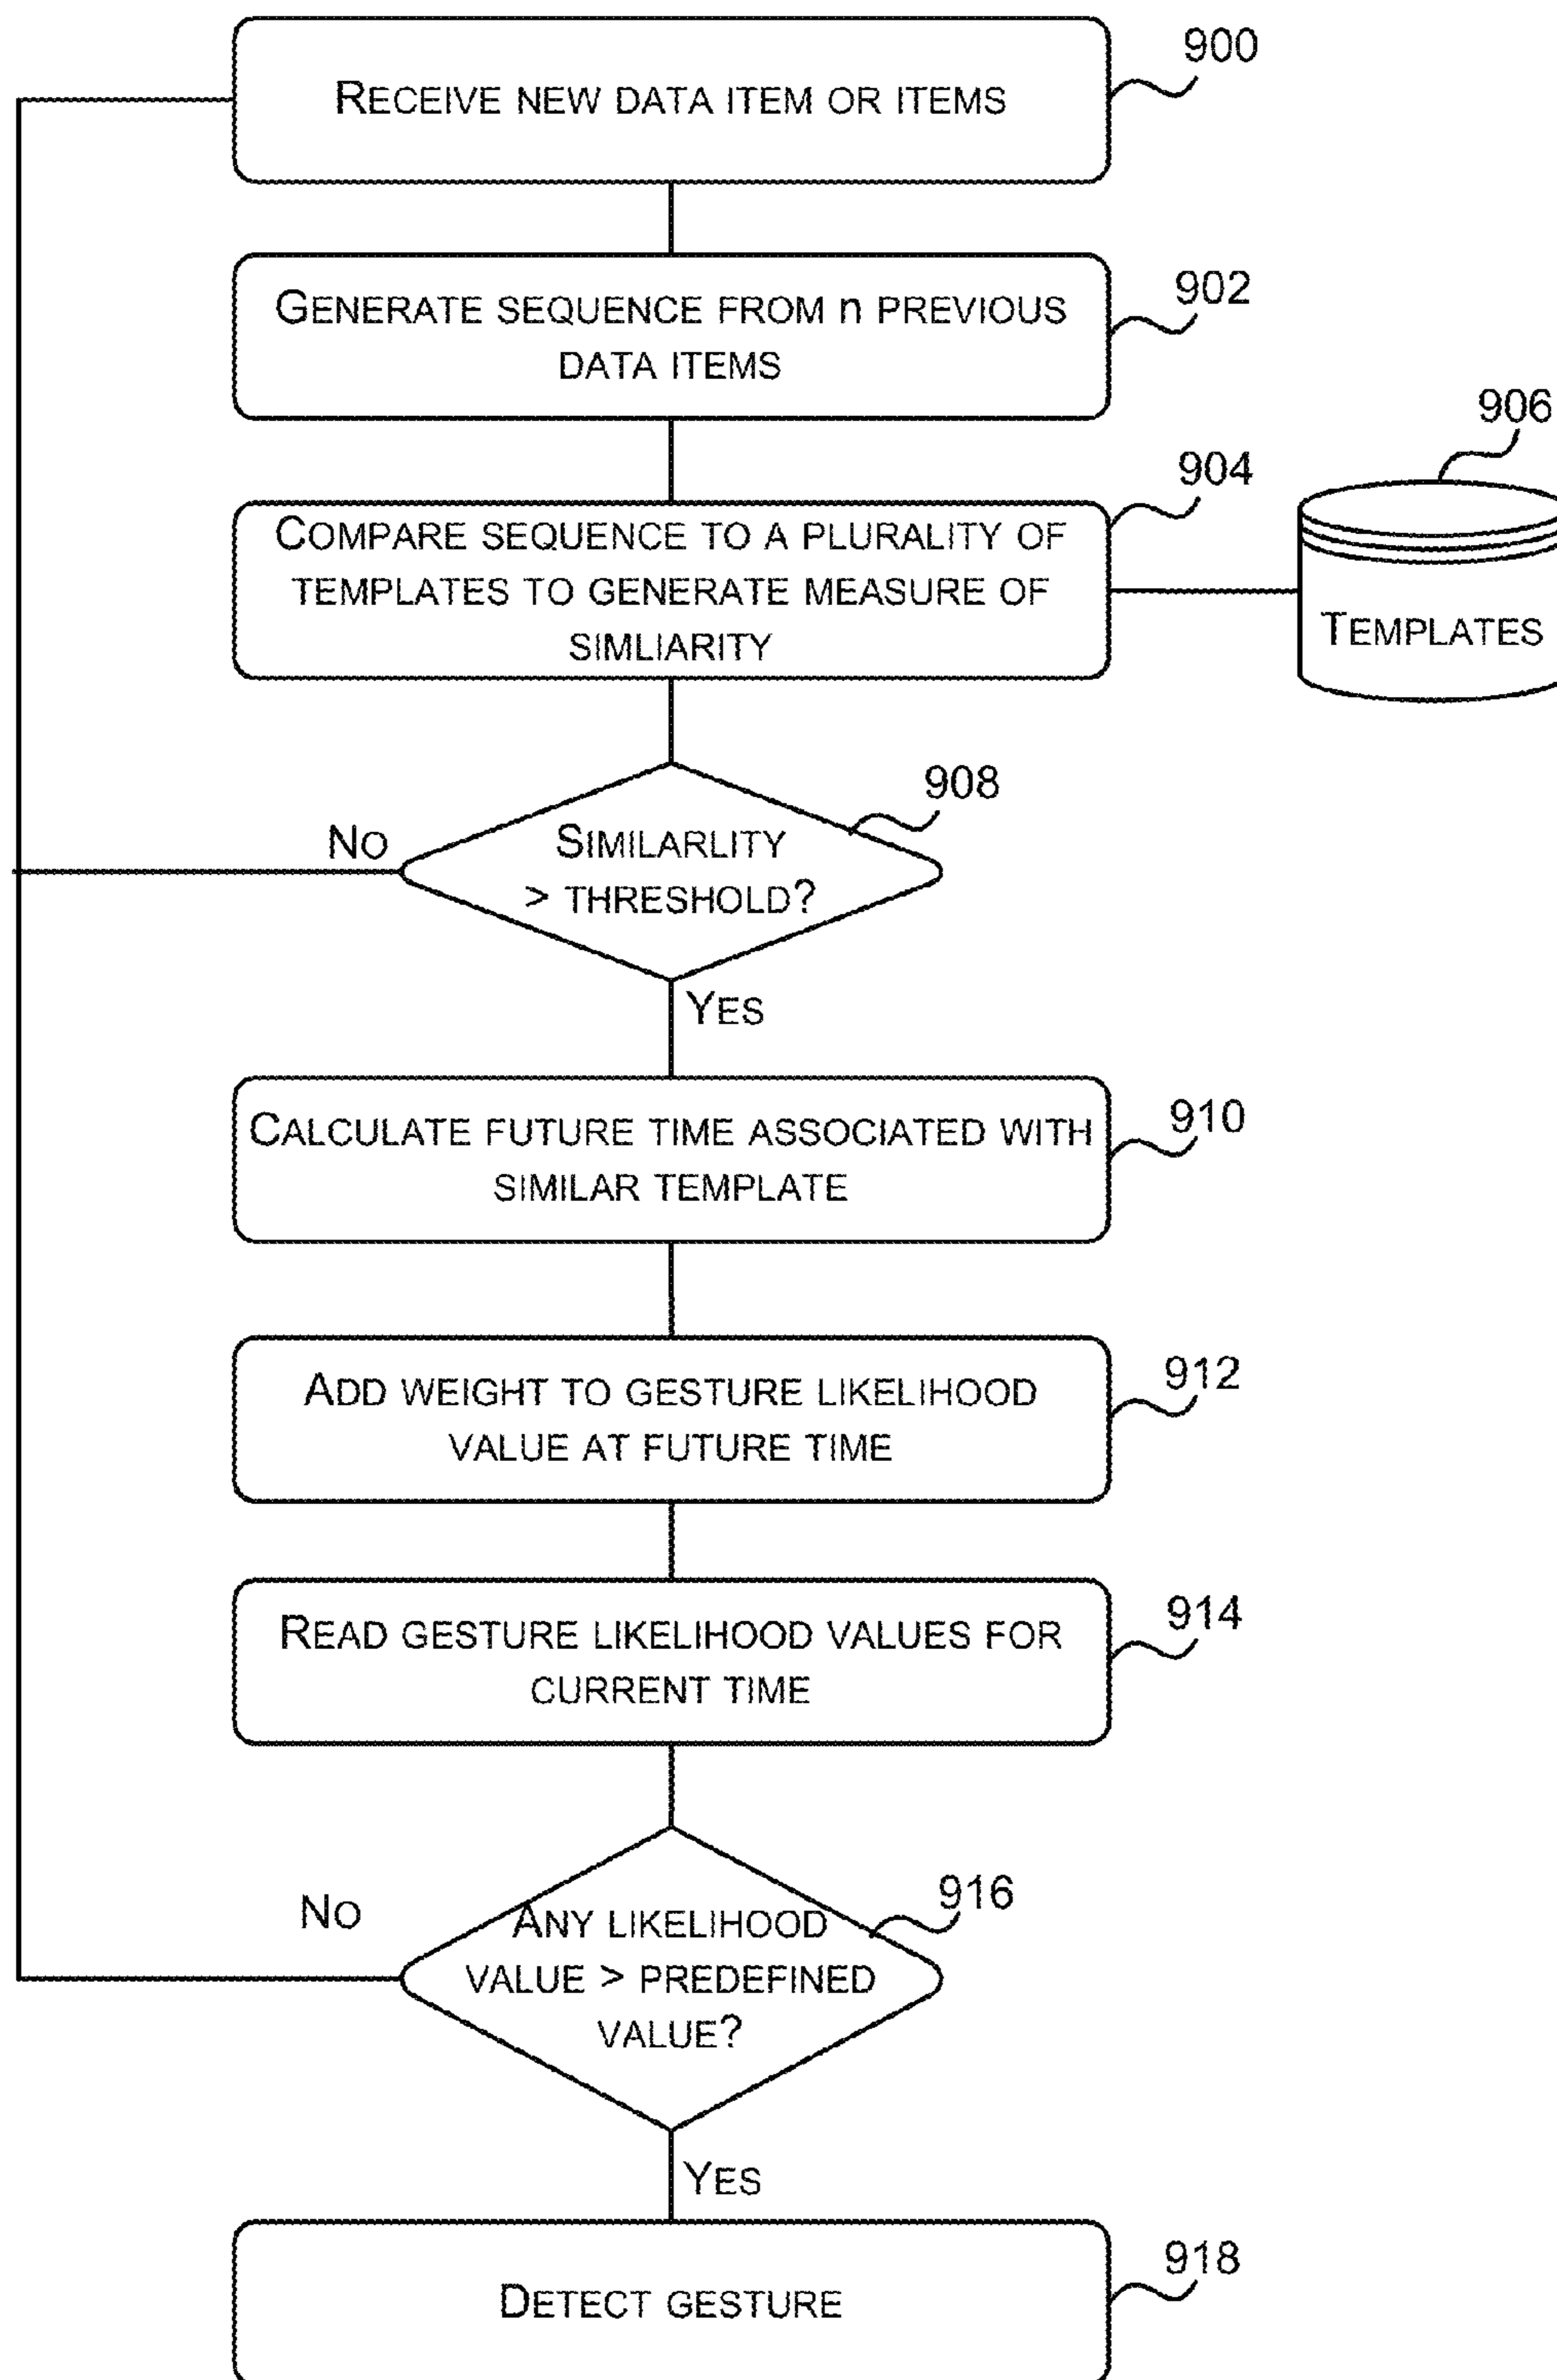 900
RECEIVE NEW DATA ITEM OR ITEMS
902
GENERATE SEQUENCE FROM n PREVIOUS
DATA ITEMS
906
904
COMPARE SEQUENCE TO A PLURALITY OF
TEMPLATES TO GENERATE MEASURE OF
SIMLIARITY
TEMPLATES
908
NO
SIMILARLITY
> THRESHOLD?
YES
910
CALCULATE FUTURE TIME ASSOCIATED WITH
SIMILAR TEMPLATE
912
ADD WEIGHT TO GESTURE LIKELIHOOD
VALUE AT FUTURE TIME
914
READ GESTURE LIKELIHOOD VALUES FOR
CURRENT TIME
916
NO
ANY LIKELIHOOD
VALUE > PREDEFINED
VALUE?
YES
918
DETECT GESTURE